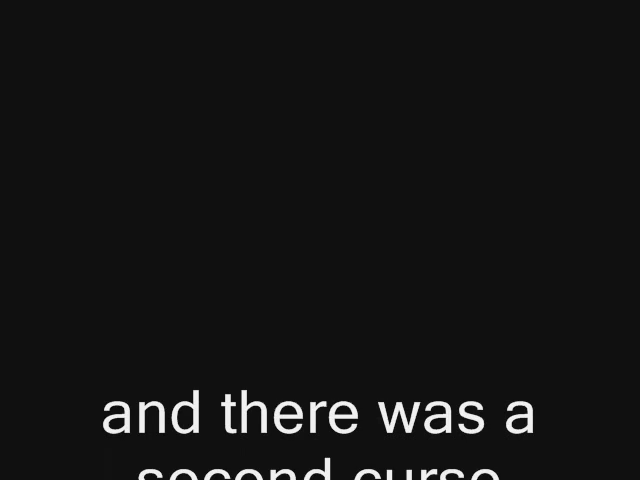 and there was a
second curse